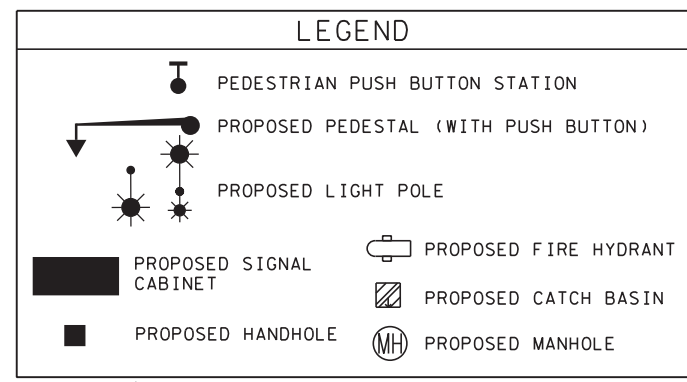 LEGEND
PEDESTRIAN PUSH BUTTON STATION
PROPOSED PEDESTAL (WITH PUSH BUTTON)
PROPOSED LIGHT POLE
PROPOSED SIGNAL
CABINET
PROPOSED HANDHOLE
PROPOSED FIRE HYDRANT
PROPOSED CATCH BASIN
MH PROPOSED MANHOLE